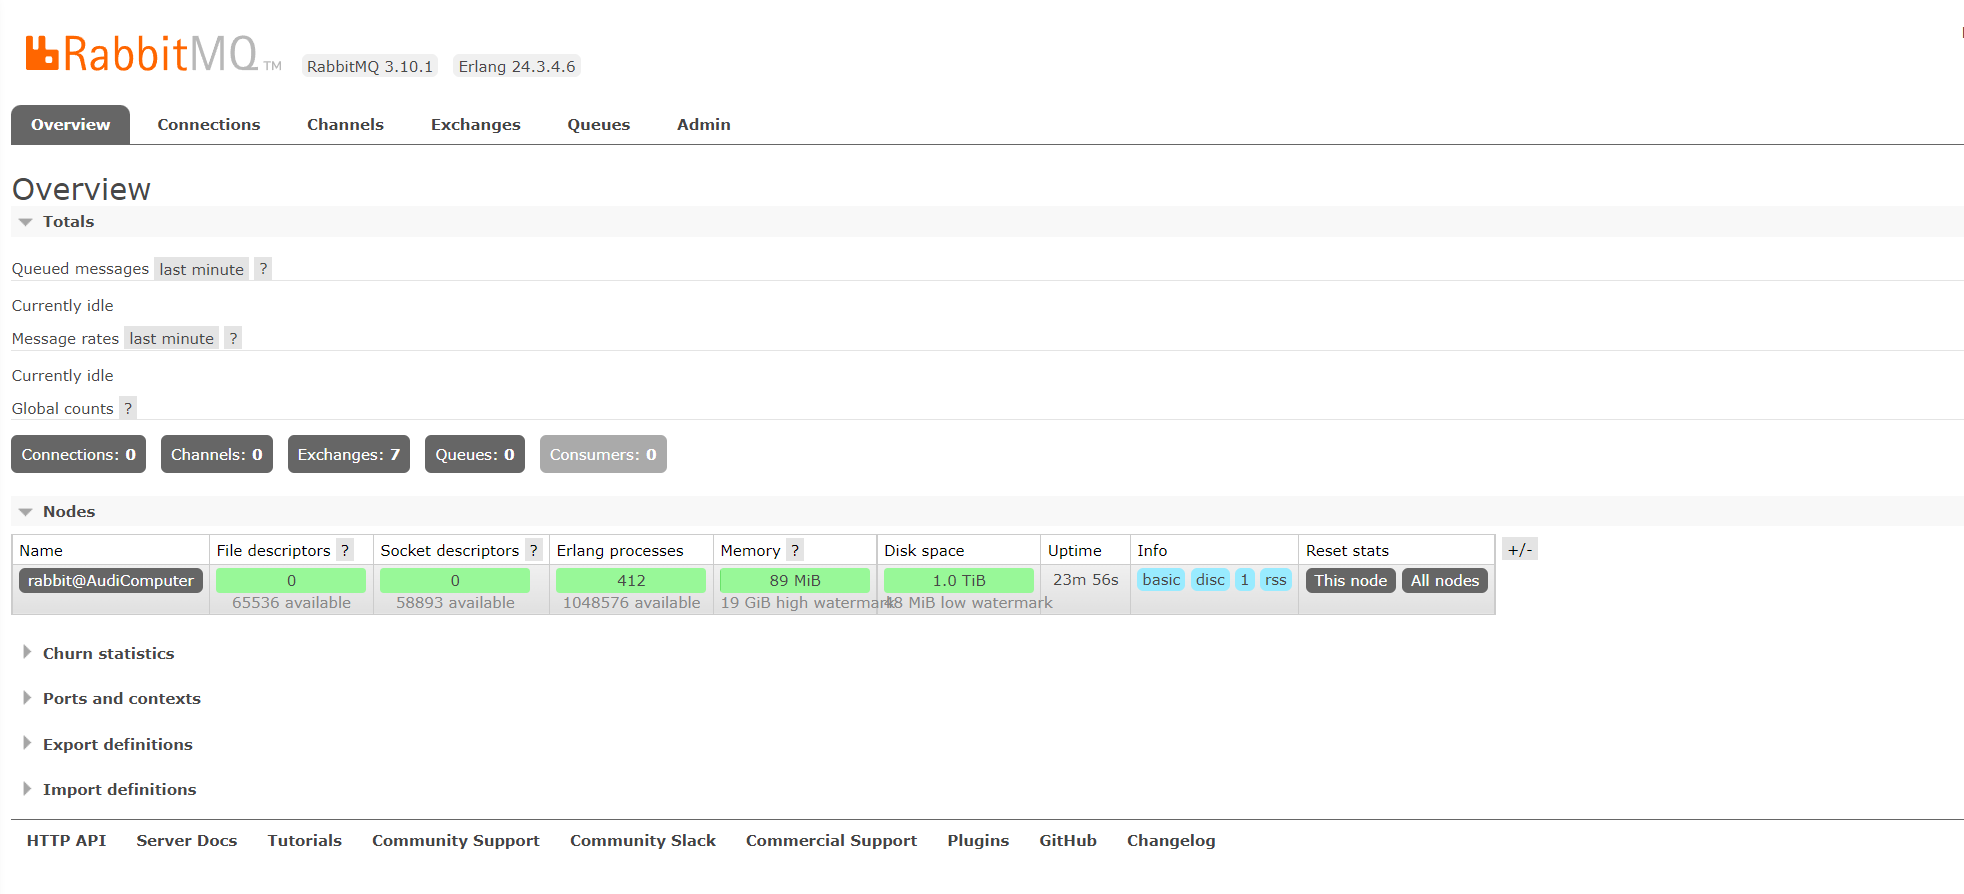 RabbitMQ TM RabbitMQ 3.10.1 Erlang 24.3.4.6
Overview Connections Channels Exchanges Queues Admin
Overview
Totals
Queued messages last minute ?
Currently idle
Message rates last minute ?
Currently idle
Global counts ?
Connections: 0 Channels: 0 Exchanges: 7 Queues: 0 Consumers: 0
Nodes
Name File descriptors ? Socket descriptors ? Erlang processes Memory ? Disk space Uptime Info Reset stats +/-
rabbit@AudiComputer 0 0 412 89 MiB 1.0 TiB 23m 56s basic disc 1 rss This node All nodes
65536 available 58893 available 1048576 available 19 GiB high watermark 48 MiB low watermark
Churn statistics
Ports and contexts
Export definitions
Import definitions
HTTP API Server Docs Tutorials Community Support Community Slack Commercial Support Plugins GitHub Changelog